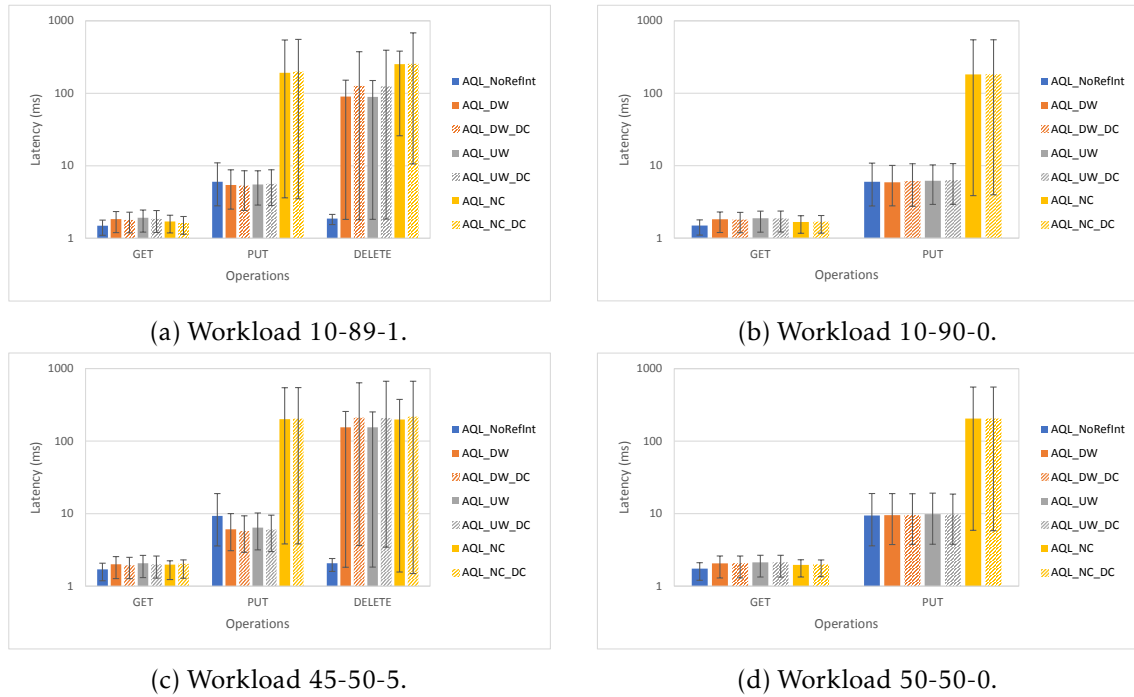 1000
100
10
1
Latency (ms)
GET PUT DELETE
Operations
AQL_NoRefInt
AQL_DW
AQL_DW_DC
AQL_UW
AQL_UW_DC
AQL_NC
AQL_NC_DC
(a) Workload 10-89-1.
1000
100
10
1
Latency (ms)
GET PUT
Operations
AQL_NoRefInt
AQL_DW
AQL_DW_DC
AQL_UW
AQL_UW_DC
AQL_NC
AQL_NC_DC
(b) Workload 10-90-0.
1000
100
10
1
Latency (ms)
GET PUT DELETE
Operations
AQL_NoRefInt
AQL_DW
AQL_DW_DC
AQL_UW
AQL_UW_DC
AQL_NC
AQL_NC_DC
(c) Workload 45-50-5.
1000
100
10
1
Latency (ms)
GET PUT
Operations
AQL_NoRefInt
AQL_DW
AQL_DW_DC
AQL_UW
AQL_UW_DC
AQL_NC
AQL_NC_DC
(d) Workload 50-50-0.